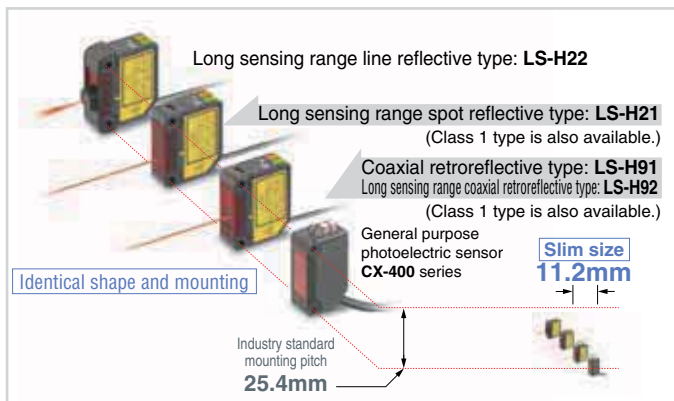 Long sensing range line reflective type: LS-H22
Long sensing range spot reflective type: LS-H21
(Class 1 type is also available.)
Coaxial retroreflective type: LS-H91
Long sensing range coaxial retroreflective type: LS-H92
(Class 1 type is also available.)
General purpose
photoelectric sensor
CX-400 series
Slim size
11.2mm
Identical shape and mounting
Industry standard
mounting pitch
25.4mm